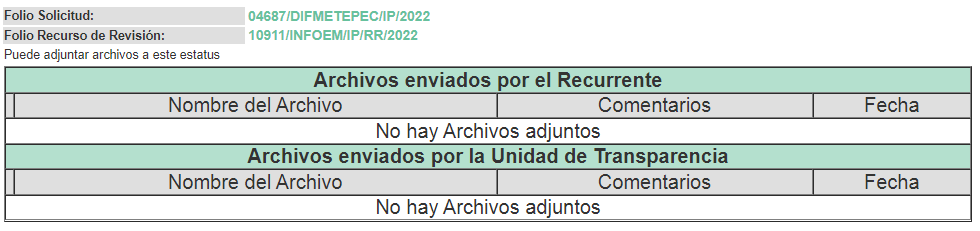 Folio Solicitud: 04687/DIFMETEPEC/IP/2022
Folio Recurso de Revisión: 10911/INFOEM/IP/RR/2022
Puede adjuntar archivos a este estatus
Archivos enviados por el Recurrente
Nombre del Archivo Comentarios Fecha
No hay Archivos adjuntos
Archivos enviados por la Unidad de Transparencia
Nombre del Archivo Comentarios Fecha
No hay Archivos adjuntos